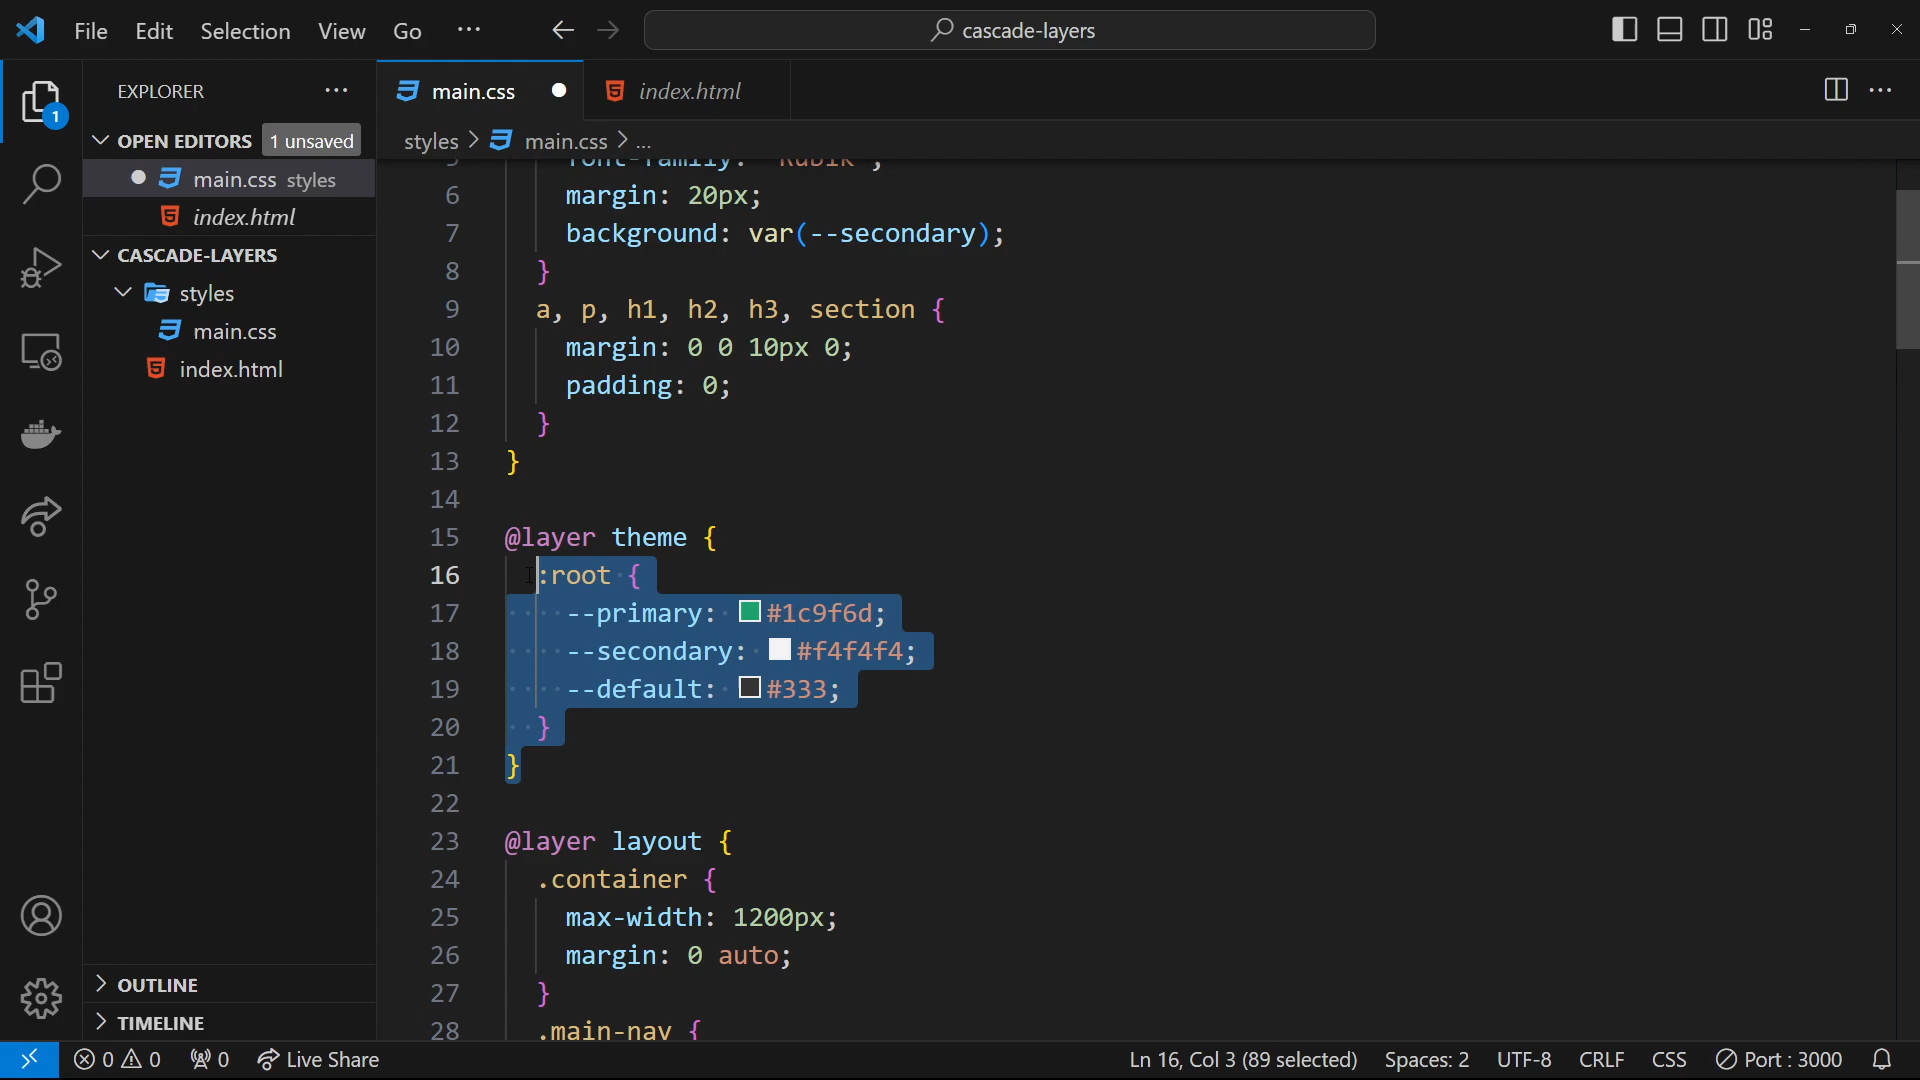 File Edit Selection View Go ··· cascade-layers
EXPLORER ···
OPEN EDITORS 1 unsaved
main.css styles
index.html
CASCADE-LAYERS
styles
main.css
index.html
OUTLINE
TIMELINE
1
main.css index.html ···
styles > main.css > ...
5 font-family: "Rubik";
6 margin: 20px;
7 background: var(--secondary);
8 }
9 a, p, h1, h2, h3, section {
10 margin: 0 0 10px 0;
11 padding: 0;
12 }
13 }
14
15 @layer theme {
16 :root {
17 --primary: #1c9f6d;
18 --secondary: #f4f4f4;
19 --default: #333;
20 }
21 }
22
23 @layer layout {
24 .container {
25 max-width: 1200px;
26 margin: 0 auto;
27 }
28 .main-nav {
0 0 0 Live Share Ln 16, Col 3 (89 selected) Spaces: 2 UTF-8 CRLF CSS Port : 3000